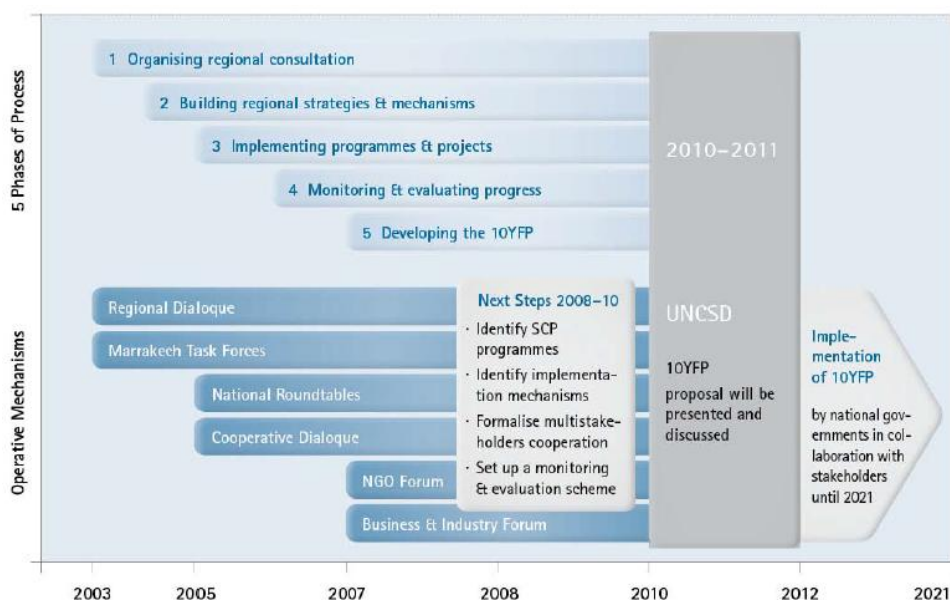 5 Phases of Process
1 Organising regional consultation
2 Building regional strategies & mechanisms
3 Implementing programmes & projects
4 Monitoring & evaluating progress
5 Developing the 10YFP
2010–2011
Operative Mechanisms
Regional Dialoque
Marrakech Task Forces
National Roundtables
Cooperative Dialogue
NGO Forum
Business & Industry Forum
Next Steps 2008–10
· Identify SCP
programmes
· Identify implementa-
tion mechanisms
· Formalise multistake-
holders cooperation
· Set up a monitoring
& evaluation scheme
UNCSD
10YFP
proposal will be
presented and
discussed
Imple-
mentation
of 10YFP
by national gov-
ernments in col-
laboration with
stakeholders
until 2021
2003 2005 2007 2008 2010 2012 2021